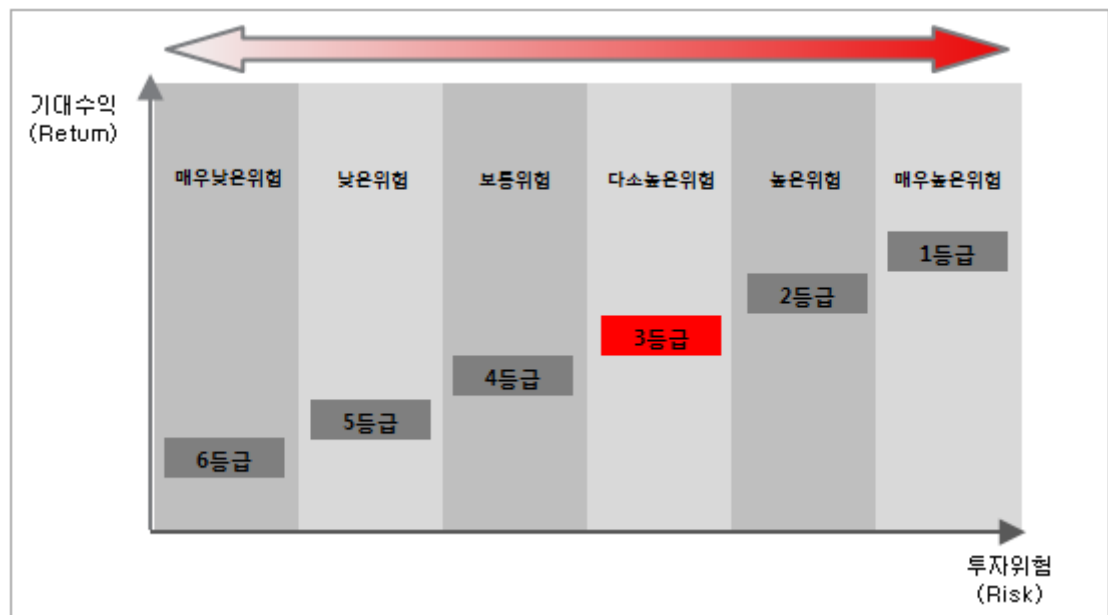 기대수익
(Return)
매우낮은위험 낮은위험 보통위험 다소높은위험 높은위험 매우높은위험
1등급
2등급
3등급
4등급
5등급
6등급
투자위험
(Risk)